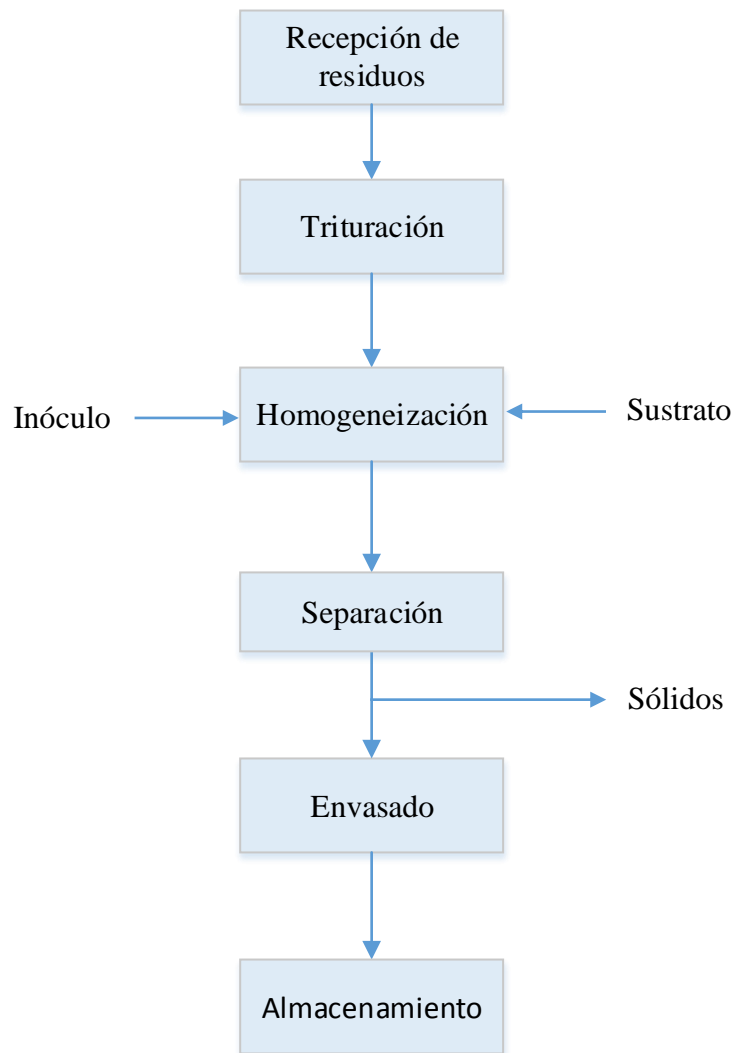 Recepción de
residuos
Trituración
Inóculo
Homogeneización
Sustrato
Separación
Sólidos
Envasado
Almacenamiento